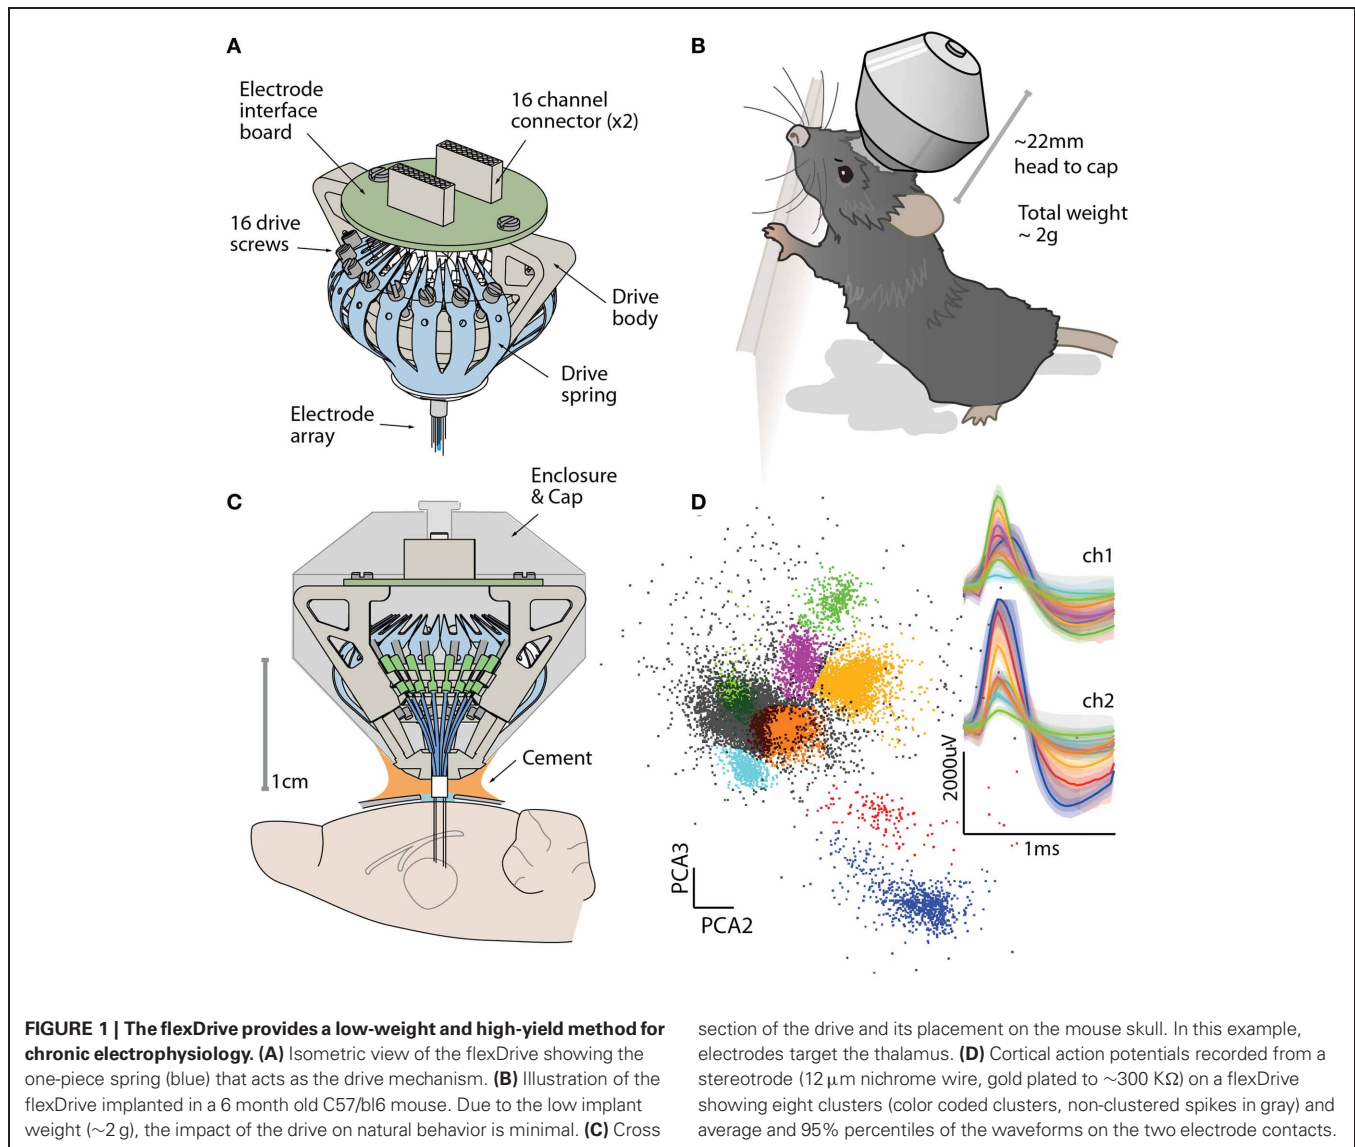 A
Electrode
interface
board
16 channel
connector (x2)
16 drive
screws
Drive
body
Drive
spring
Electrode
array
B
~22mm
head to cap
Total weight
~ 2g
C
Enclosure
& Cap
1cm
Cement
D
ch1
ch2
2000uV
1ms
PCA3
PCA2
FIGURE 1 | The flexDrive provides a low-weight and high-yield method for
chronic electrophysiology. (A) Isometric view of the flexDrive showing the
one-piece spring (blue) that acts as the drive mechanism. (B) Illustration of the
flexDrive implanted in a 6 month old C57/bl6 mouse. Due to the low implant
weight (∼2 g), the impact of the drive on natural behavior is minimal. (C) Cross
section of the drive and its placement on the mouse skull. In this example,
electrodes target the thalamus. (D) Cortical action potentials recorded from a
stereotrode (12 μm nichrome wire, gold plated to ∼300 KΩ) on a flexDrive
showing eight clusters (color coded clusters, non-clustered spikes in gray) and
average and 95% percentiles of the waveforms on the two electrode contacts.